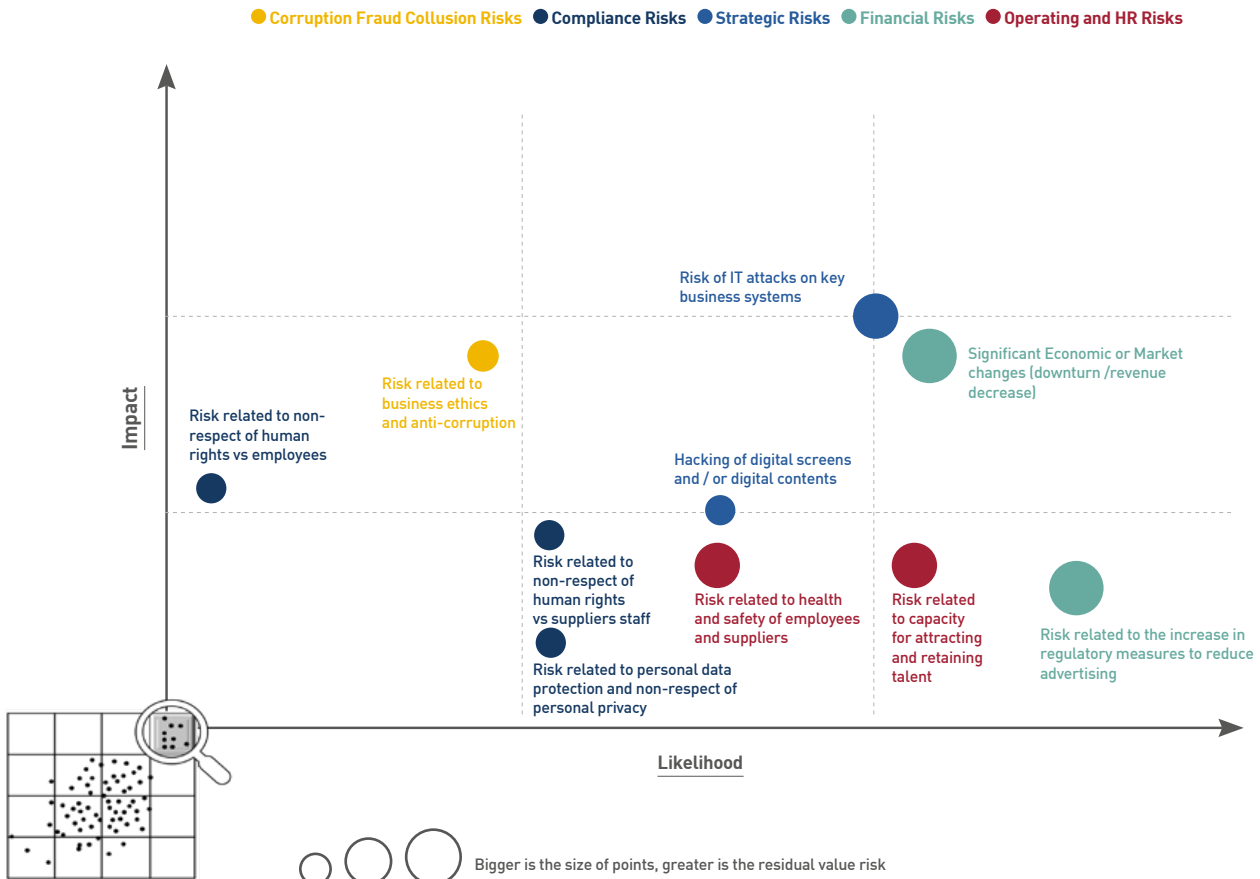 Corruption Fraud Collusion Risks Compliance Risks Strategic Risks Financial Risks Operating and HR Risks
Impact
Risk of IT attacks on key
business systems
Significant Economic or Market
changes (downturn /revenue
decrease)
Risk related to
business ethics
and anti-corruption
Risk related to non-
respect of human
rights vs employees
Hacking of digital screens
and / or digital contents
Risk related to
non-respect of
human rights
vs suppliers staff
Risk related to health
and safety of employees
and suppliers
Risk related
to capacity
for attracting
and retaining
talent
Risk related to the increase in
regulatory measures to reduce
advertising
Risk related to personal data
protection and non-respect of
personal privacy
Likelihood
Bigger is the size of points, greater is the residual value risk